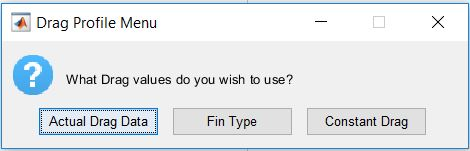 Drag Profile Menu
What Drag values do you wish to use?
Actual Drag Data Fin Type Constant Drag